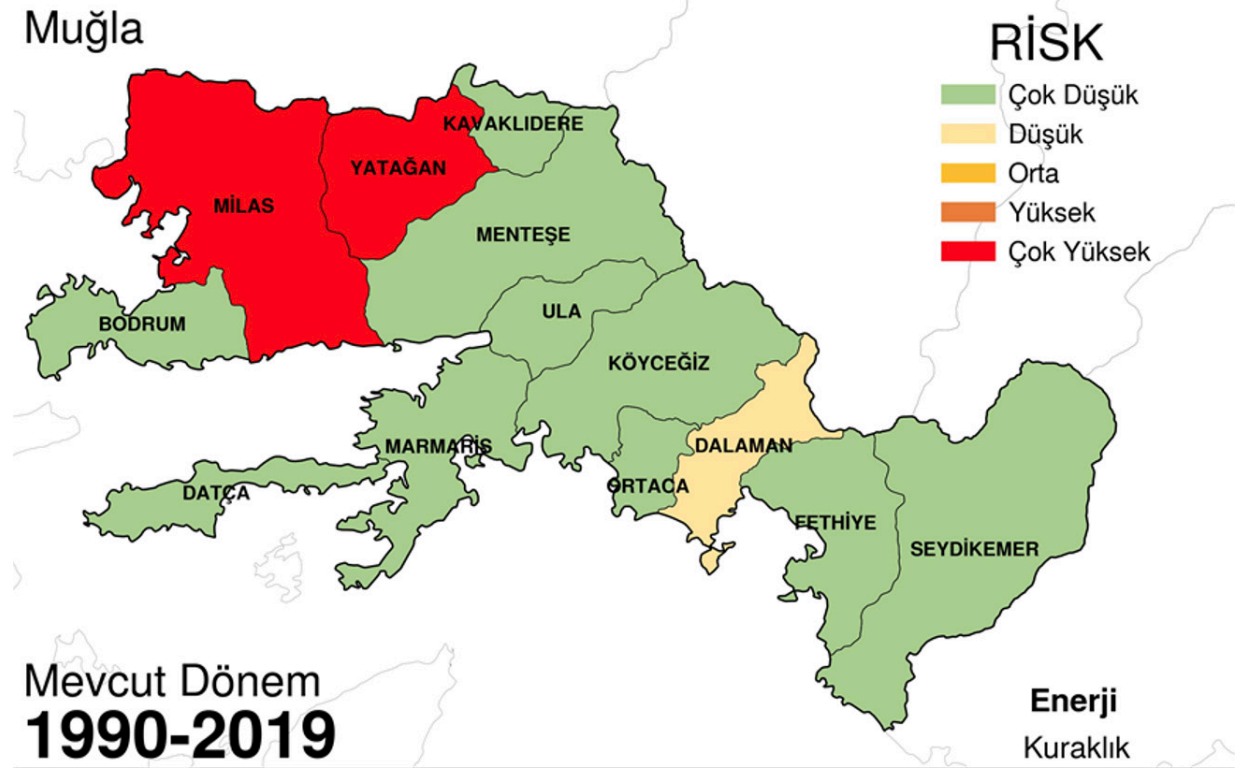 Muğla
RİSK
Çok Düşük
Düşük
Orta
Yüksek
Çok Yüksek
KAVAKLIDERE
YATAĞAN
MİLAS
MENTEŞE
BODRUM
ULA
KÖYCEĞİZ
MARMARİS
DALAMAN
DATÇA
ORTACA
FETHİYE
SEYDİKEMER
Mevcut Dönem
1990-2019
Enerji
Kuraklık